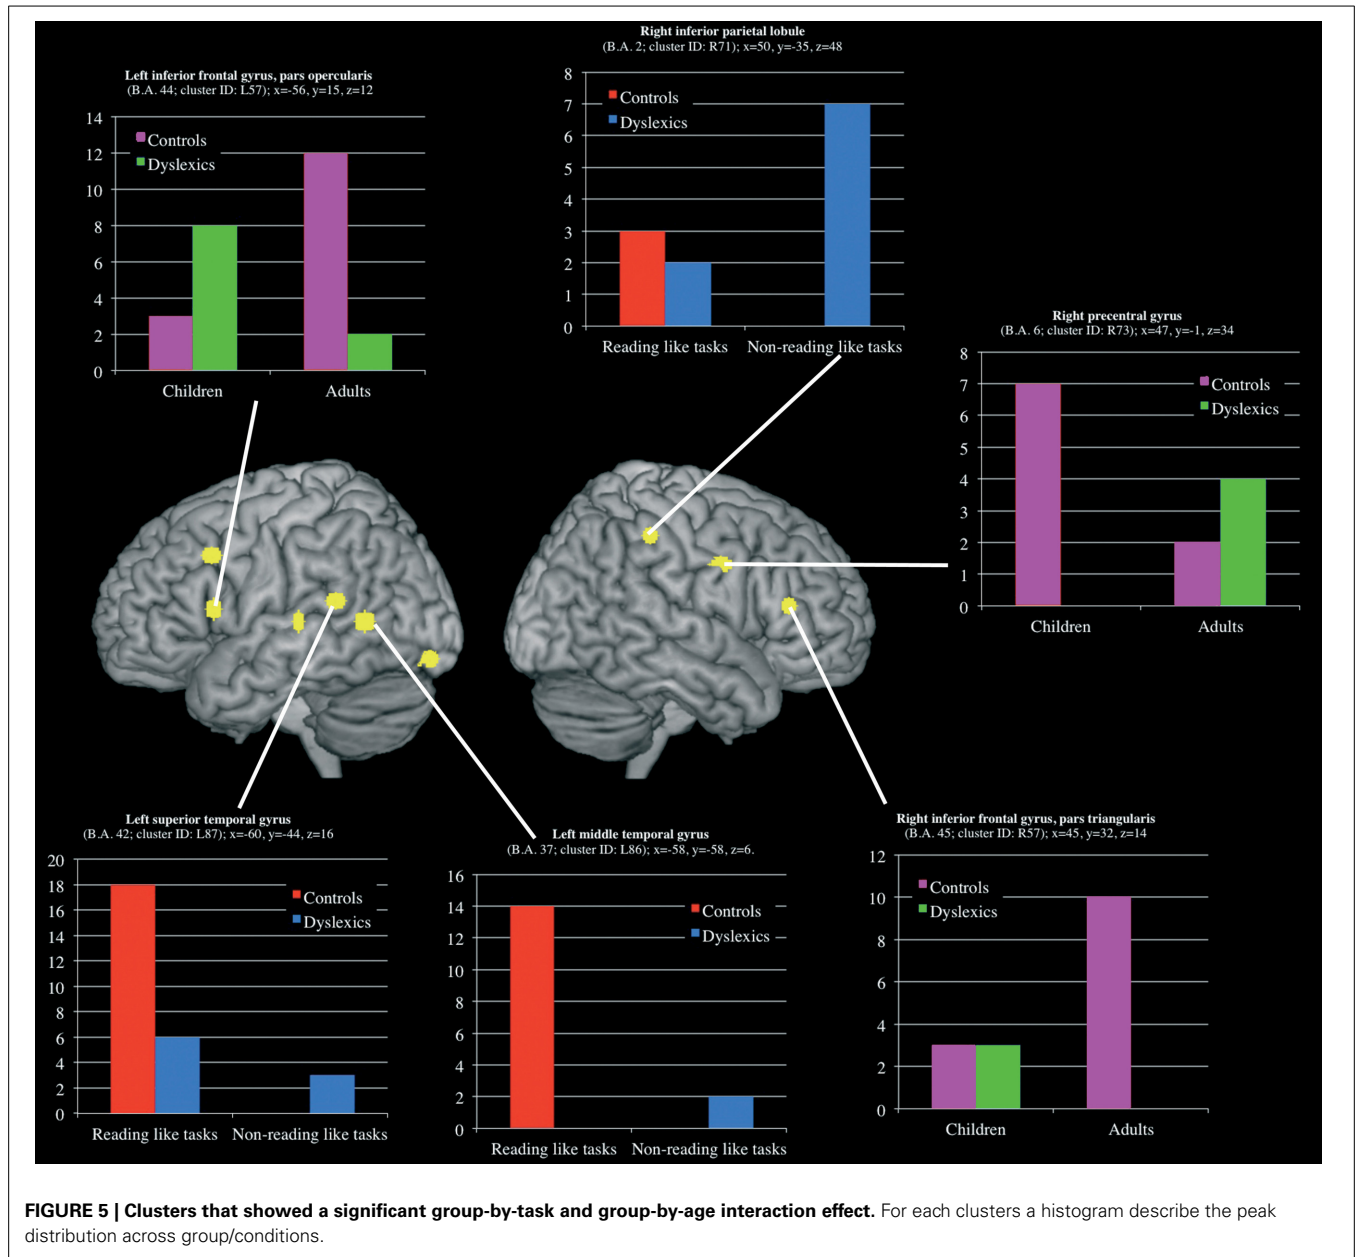 Left inferior frontal gyrus, pars opercularis
(B.A. 44; cluster ID: L57); x=-56, y=15, z=12
14
12
10
8
6
4
2
0
Controls
Dyslexics
Children Adults
Right inferior parietal lobule
(B.A. 2; cluster ID: R71); x=50, y=-35, z=48
8
7
6
5
4
3
2
1
0
Controls
Dyslexics
Reading like tasks Non-reading like tasks
Right precentral gyrus
(B.A. 6; cluster ID: R73); x=47, y=-1, z=34
8
7
6
5
4
3
2
1
0
Controls
Dyslexics
Children Adults
Left superior temporal gyrus
(B.A. 42; cluster ID: L87); x=-60, y=-44, z=16
20
18
16
14
12
10
8
6
4
2
0
Controls
Dyslexics
Reading like tasks Non-reading like tasks
Left middle temporal gyrus
(B.A. 37; cluster ID: L86); x=-58, y=-58, z=6.
16
14
12
10
8
6
4
2
0
Controls
Dyslexics
Reading like tasks Non-reading like tasks
Right inferior frontal gyrus, pars triangularis
(B.A. 45; cluster ID: R57); x=45, y=32, z=14
12
10
8
6
4
2
0
Controls
Dyslexics
Children Adults
FIGURE 5 | Clusters that showed a significant group-by-task and group-by-age interaction effect. For each clusters a histogram describe the peak
distribution across group/conditions.